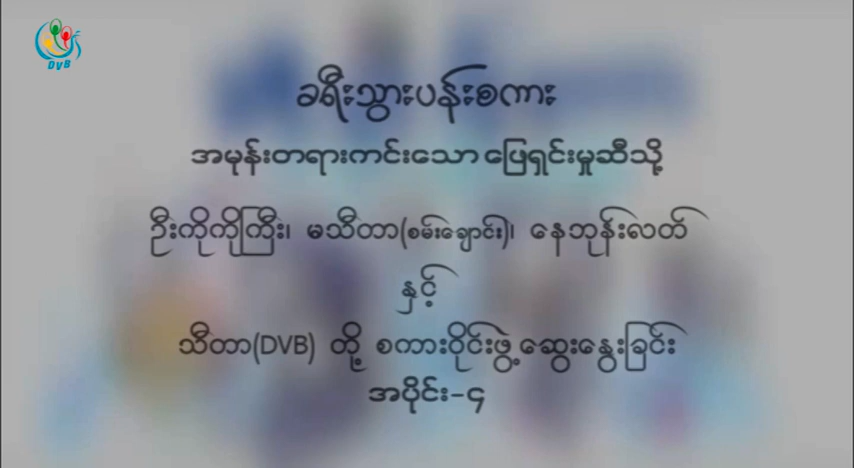 DVB
ခရီးသွားပန်းစကား
အမုန်းတရားကင်းသော ဖြေရှင်းမှုဆီသို့
ဦးကိုကိုကြီး၊ မသီတာ(စမ်းချောင်း)၊ နေဘုန်းလတ်
နှင့်
သီတာ(DVB) တို့ စကားဝိုင်းဖွဲ့ဆွေးနွေးခြင်း
အပိုင်း-၄